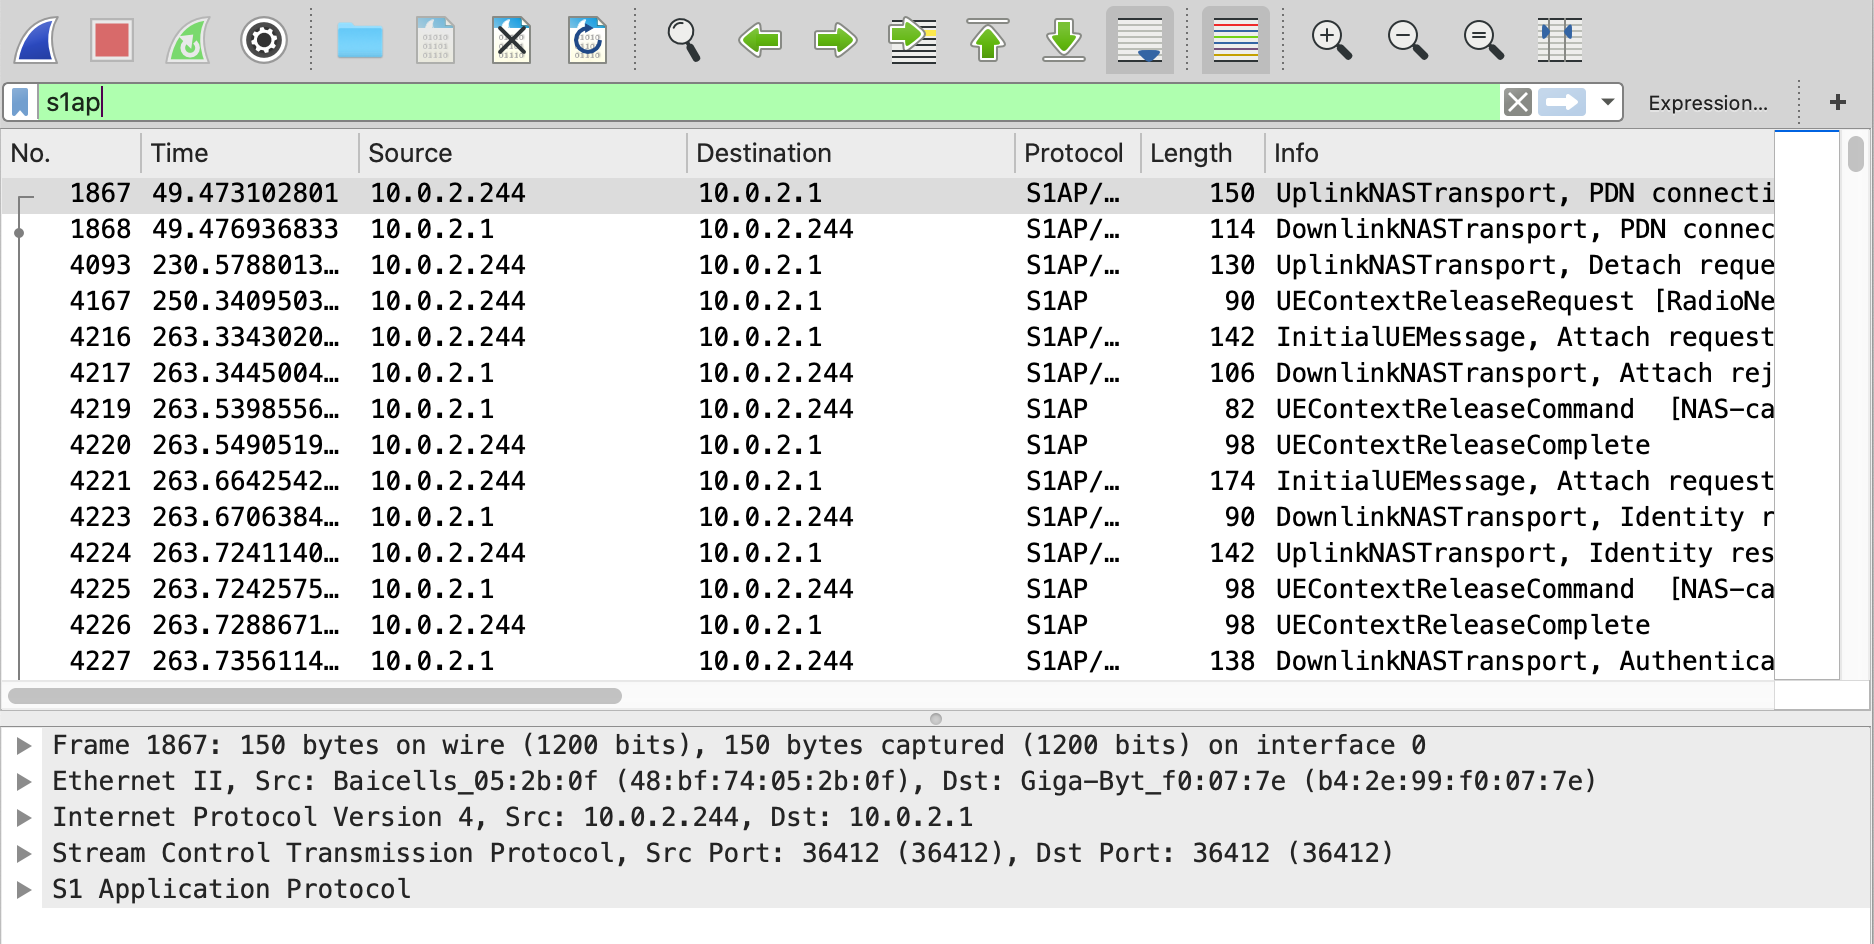 s1ap
Expression...
No. Time Source Destination Protocol Length Info
1867 49.473102801 10.0.2.244 10.0.2.1 S1AP/… 150 UplinkNASTransport, PDN connecti
1868 49.476936833 10.0.2.1 10.0.2.244 S1AP/… 114 DownlinkNASTransport, PDN connec
4093 230.5788013… 10.0.2.244 10.0.2.1 S1AP/… 130 UplinkNASTransport, Detach reque
4167 250.3409503… 10.0.2.244 10.0.2.1 S1AP 90 UEContextReleaseRequest [RadioNe
4216 263.3343020… 10.0.2.244 10.0.2.1 S1AP/… 142 InitialUEMessage, Attach request
4217 263.3445004… 10.0.2.1 10.0.2.244 S1AP/… 106 DownlinkNASTransport, Attach rej
4219 263.5398556… 10.0.2.1 10.0.2.244 S1AP 82 UEContextReleaseCommand [NAS-ca
4220 263.5490519… 10.0.2.244 10.0.2.1 S1AP 98 UEContextReleaseComplete
4221 263.6642542… 10.0.2.244 10.0.2.1 S1AP/… 174 InitialUEMessage, Attach request
4223 263.6706384… 10.0.2.1 10.0.2.244 S1AP/… 90 DownlinkNASTransport, Identity r
4224 263.7241140… 10.0.2.244 10.0.2.1 S1AP/… 142 UplinkNASTransport, Identity res
4225 263.7242575… 10.0.2.1 10.0.2.244 S1AP 98 UEContextReleaseCommand [NAS-ca
4226 263.7288671… 10.0.2.244 10.0.2.1 S1AP 98 UEContextReleaseComplete
4227 263.7356114… 10.0.2.1 10.0.2.244 S1AP/… 138 DownlinkNASTransport, Authentica
Frame 1867: 150 bytes on wire (1200 bits), 150 bytes captured (1200 bits) on interface 0
Ethernet II, Src: Baicells_05:2b:0f (48:bf:74:05:2b:0f), Dst: Giga-Byt_f0:07:7e (b4:2e:99:f0:07:7e)
Internet Protocol Version 4, Src: 10.0.2.244, Dst: 10.0.2.1
Stream Control Transmission Protocol, Src Port: 36412 (36412), Dst Port: 36412 (36412)
S1 Application Protocol